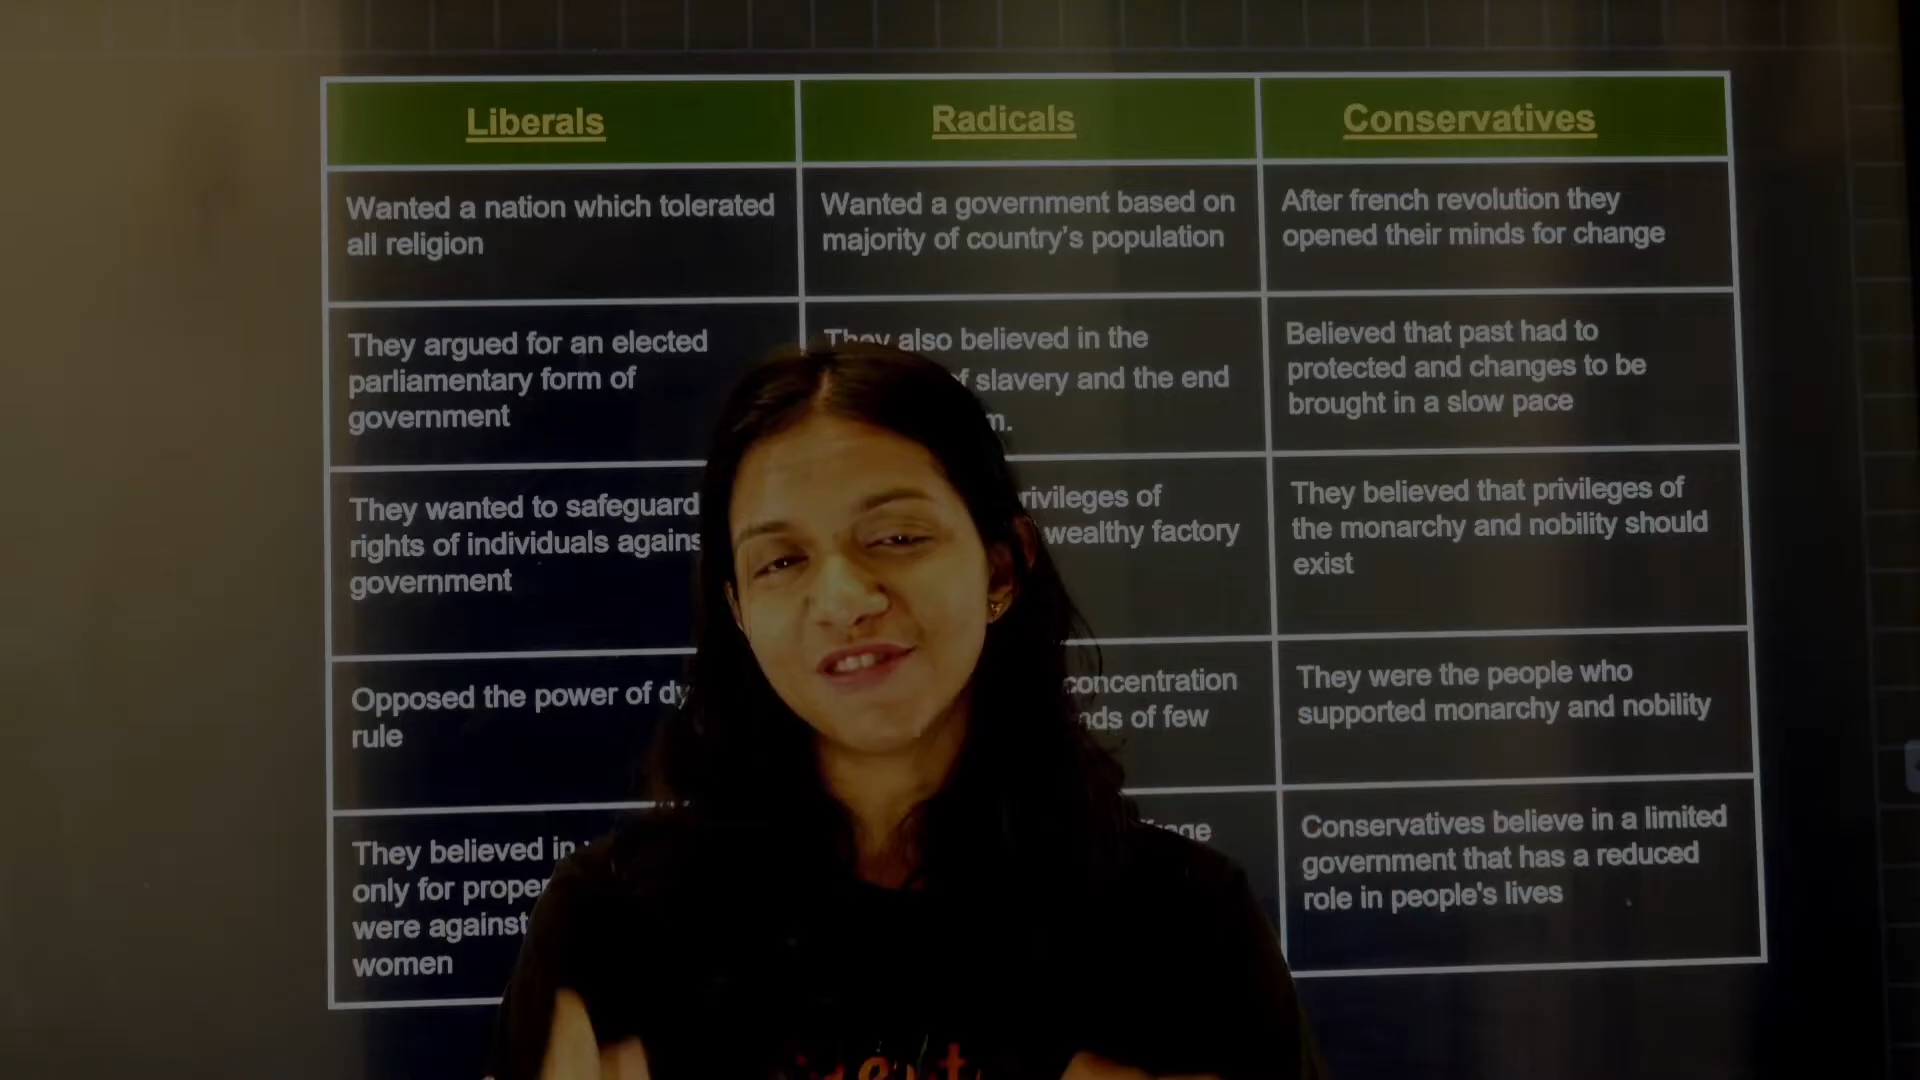 Liberals
Radicals
Conservatives
Wanted a nation which tolerated
all religion
Wanted a government based on
majority of country's population
After french revolution they
opened their minds for change
They argued for an elected
parliamentary form of
government
They also believed in the
slavery and the end
Believed that past had to
protected and changes to be
brought in a slow pace
They wanted to safeguard
rights of individuals
government
of
wealthy factory
They believed that privileges of
the monarchy and nobility should
exist
Opposed the power of
rule
concentration
of few
They were the people who
supported monarchy and nobility
They believed in
only for
were against
women
Conservatives believe in a limited
government that has a reduced
role in people's lives